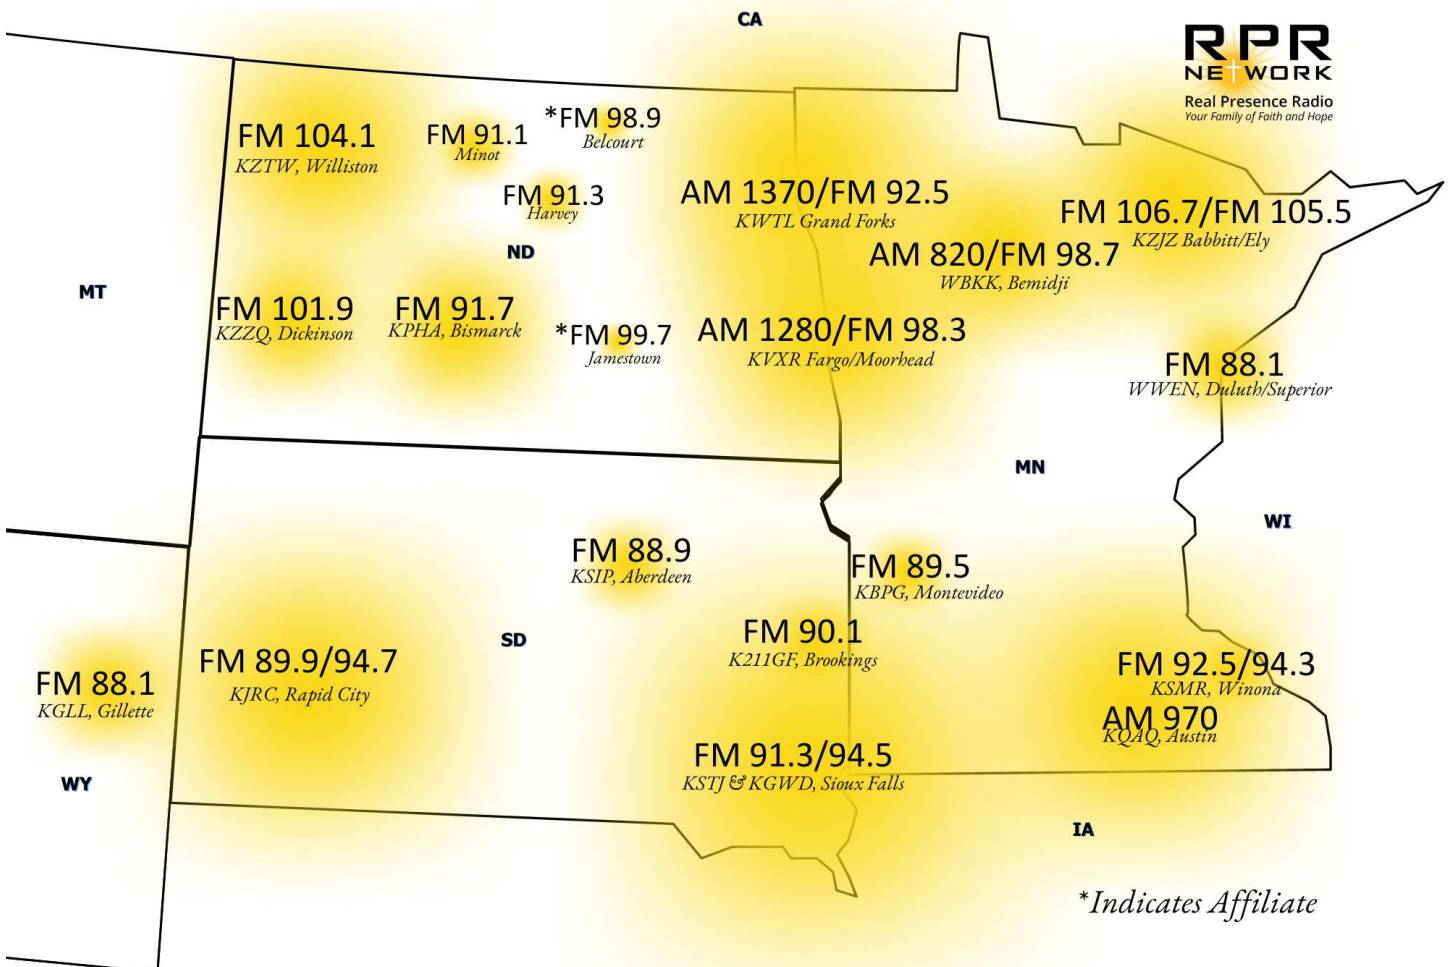 CA
RPR
NETWORK
Real Presence Radio
Your Family of Faith and Hope
FM 104.1
KZTW, Williston
FM 91.1
Minot
*FM 98.9
Belcourt
FM 91.3
Harvey
AM 1370/FM 92.5
KWTL Grand Forks
FM 106.7/FM 105.5
KZJZ Babbitt/Ely
AM 820/FM 98.7
WBKK, Bemidji
ND
MT
FM 101.9
KZZQ, Dickinson
FM 91.7
KPHA, Bismarck
*FM 99.7
Jamestown
AM 1280/FM 98.3
KVXR Fargo/Moorhead
FM 88.1
WWEN, Duluth/Superior
MN
WI
FM 88.9
KSIP, Aberdeen
FM 89.5
KBPG, Montevideo
FM 90.1
K211GF, Brookings
SD
FM 89.9/94.7
KJRC, Rapid City
FM 88.1
KGLL, Gillette
FM 92.5/94.3
KSMR, Winona
AM 970
KQAQ, Austin
FM 91.3/94.5
KSTJ & KGWD, Sioux Falls
WY
IA
*Indicates Affiliate